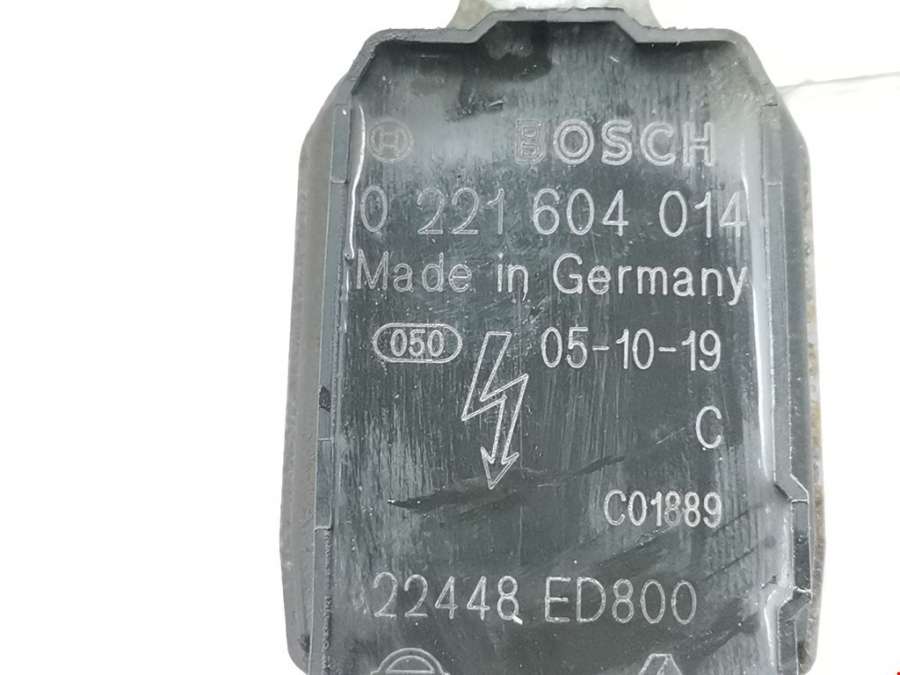 BOSCH
0 221 604 014
Made in Germany
050 05-10-19
C
C01889
22448 ED800